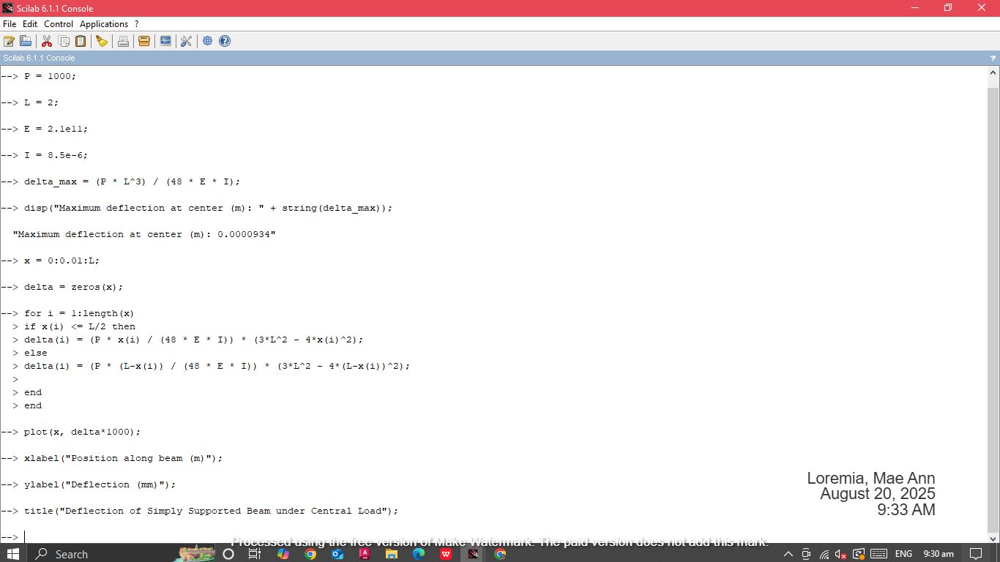 Scilab 6.1.1 Console
File Edit Control Applications ?
Scilab 6.1.1 Console ?
--> P = 1000;
--> L = 2;
--> E = 2.1e11;
--> I = 8.5e-6;
--> delta_max = (P * L^3) / (48 * E * I);
--> disp("Maximum deflection at center (m): " + string(delta_max));
"Maximum deflection at center (m): 0.0000934"
--> x = 0:0.01:L;
--> delta = zeros(x);
--> for i = 1:length(x)
> if x(i) <= L/2 then
> delta(i) = (P * x(i) / (48 * E * I)) * (3*L^2 - 4*x(i)^2);
> else
> delta(i) = (P * (L-x(i)) / (48 * E * I)) * (3*L^2 - 4*(L-x(i))^2);
>
> end
> end
--> plot(x, delta*1000);
--> xlabel("Position along beam (m)");
--> ylabel("Deflection (mm)");
--> title("Deflection of Simply Supported Beam under Central Load");
-->
Loremia, Mae Ann
August 20, 2025
9:33 AM
Processed using the free version of Make Watermark. The paid version does not add this mark.
Search
ENG 9:30 am